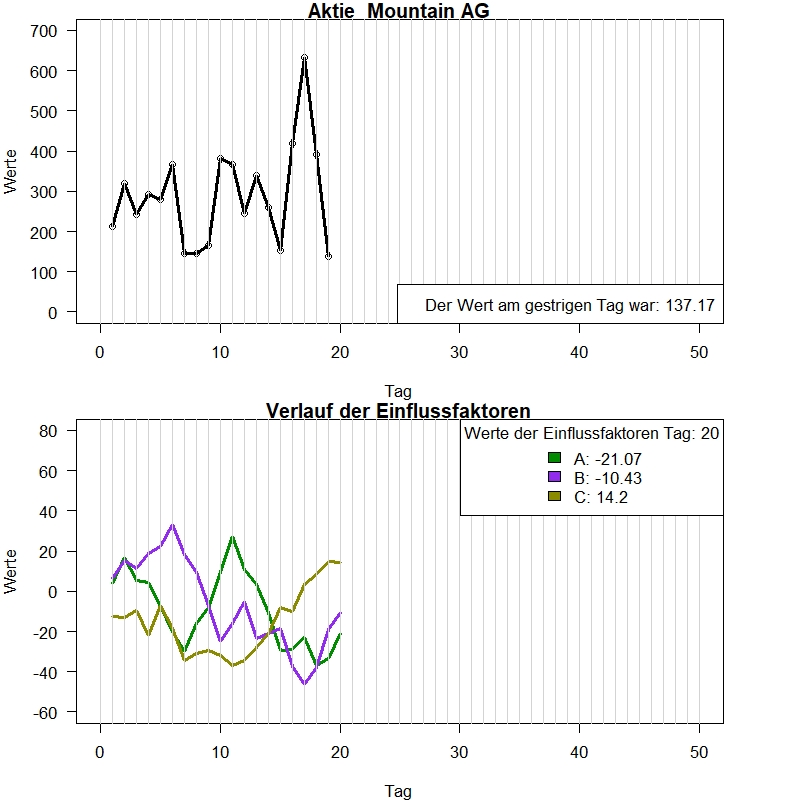 Aktie  Mountain AG
700
600
500
400
300
200
100
0
Werte
Der Wert am gestrigen Tag war: 137.17
0 10 20 30 40 50
Tag
Verlauf der Einflussfaktoren
80
60
40
20
0
-20
-40
-60
Werte
Werte der Einflussfaktoren Tag: 20
A: -21.07
B: -10.43
C: 14.2
0 10 20 30 40 50
Tag